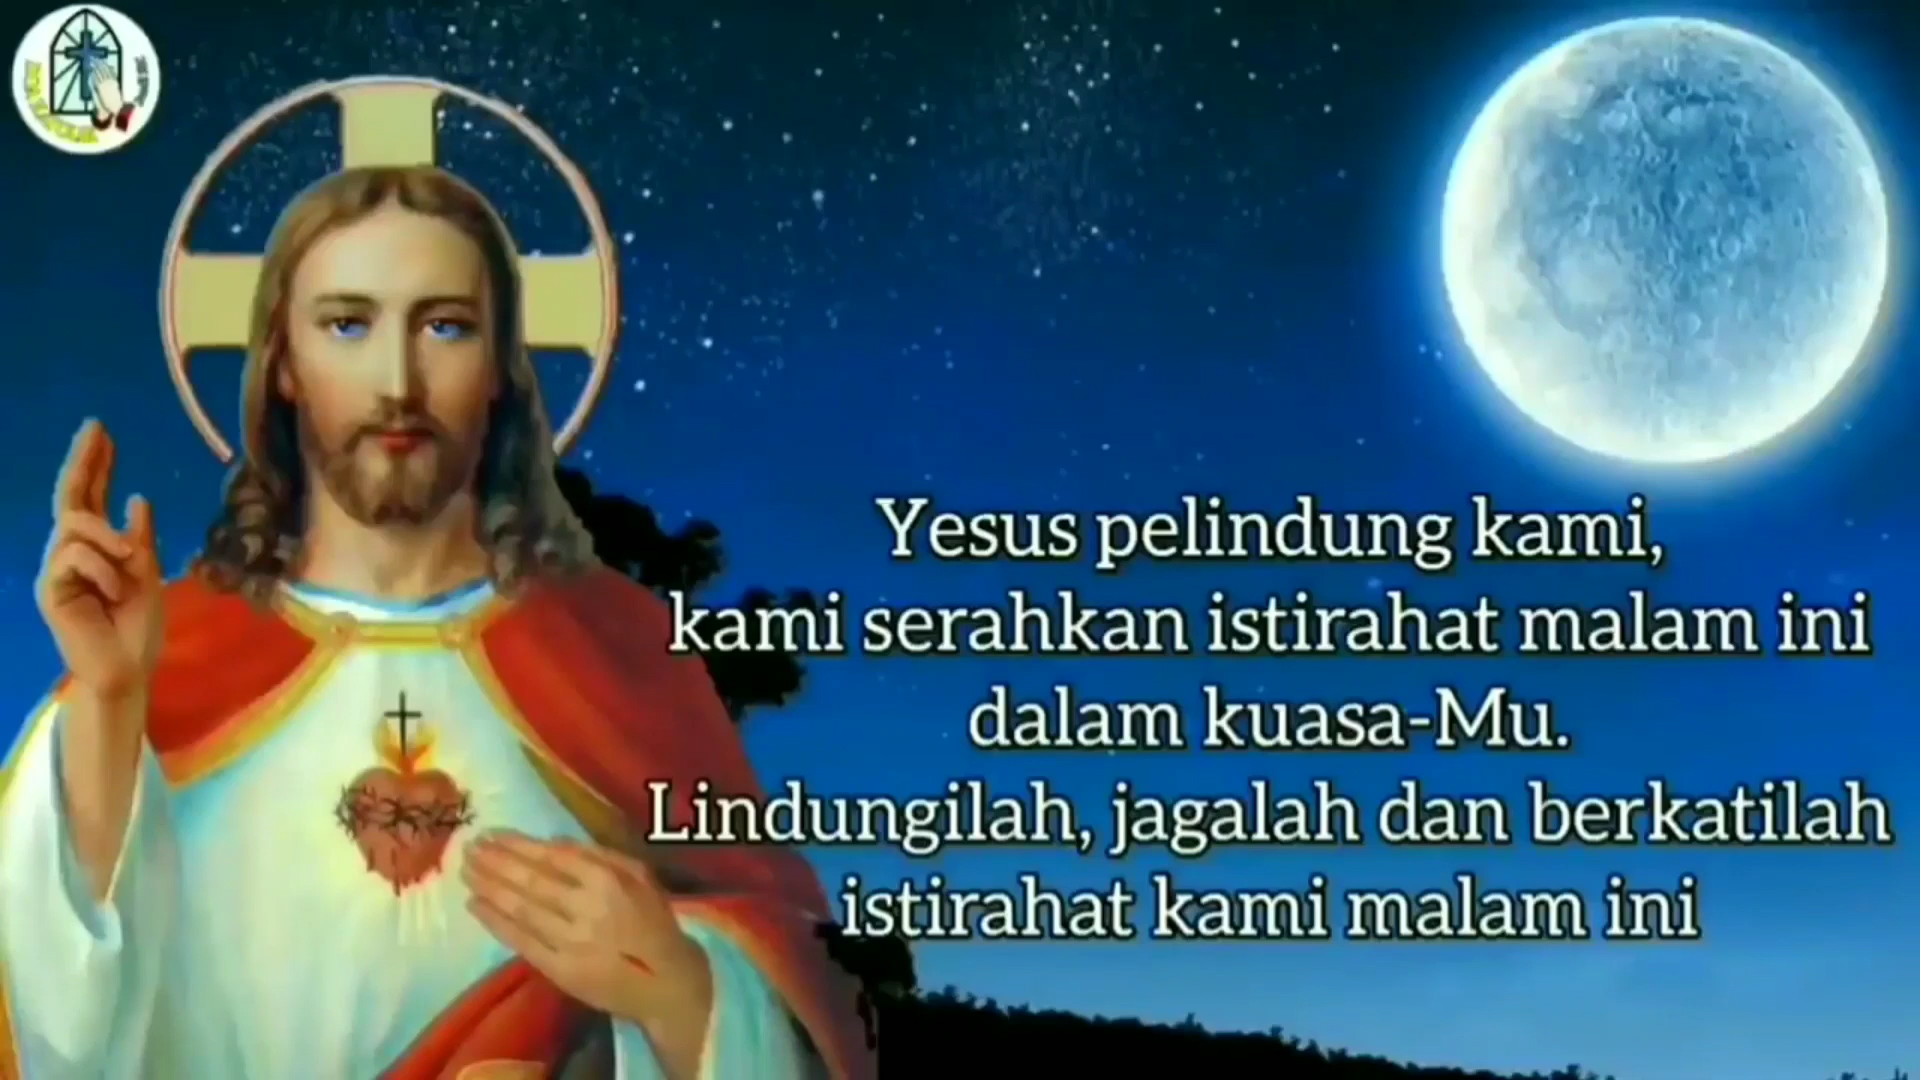 Yesus pelindung kami,
kami serahkan istirahat malam ini
dalam kuasa-Mu.
Lindungilah, jagalah dan berkatilah
istirahat kami malam ini